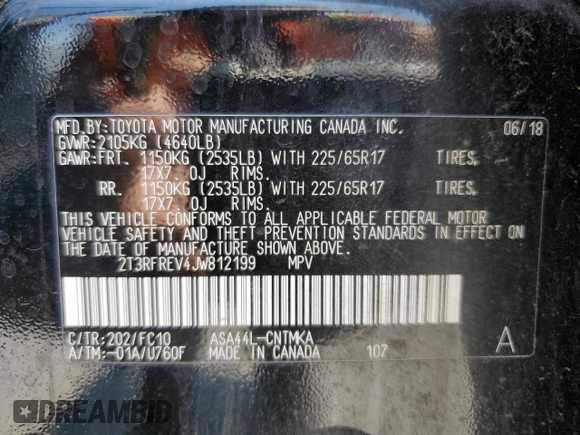 MFD.BY:TOYOTA MOTOR MANUFACTURING CANADA INC. 06/18
GVWR:2105KG (4640LB)
GAWR:FRT. 1150KG (2535LB) WITH 225/65R17 TIRES,
17X7.0J RIMS.
RR. 1150KG (2535LB) WITH 225/65R17 TIRES,
17X7.0J RIMS.
THIS VEHICLE CONFORMS TO ALL APPLICABLE FEDERAL MOTOR
VEHICLE SAFETY AND THEFT PREVENTION STANDARDS IN EFFECT ON
THE DATE OF MANUFACTURE SHOWN ABOVE.
2T3RFREV4JW812199 MPV
C/TR:202/FC10 ASA44L-CNTMKA A
A/TM:-01A/U760F MADE IN CANADA 107
DREAMBID